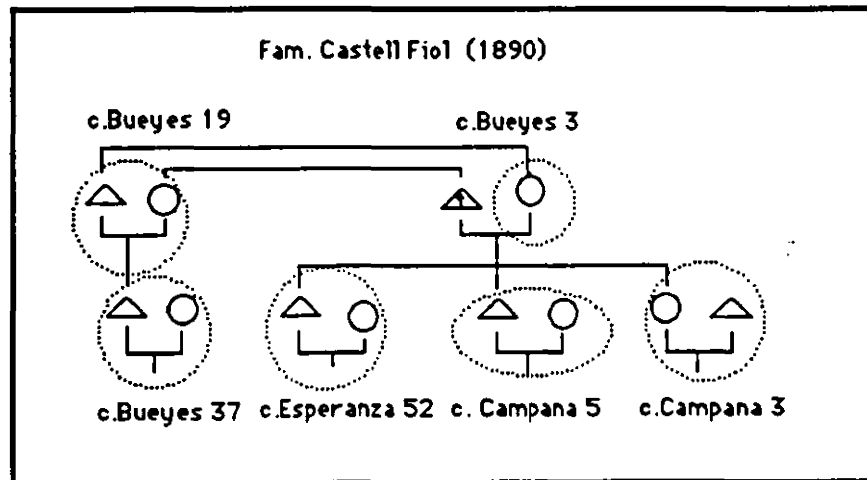 Fam. Castell Fiol (1890)
c.Bueyes 19 c.Bueyes 3
c.Bueyes 37 c.Esperanza 52 c. Campana 5 c.Campana 3